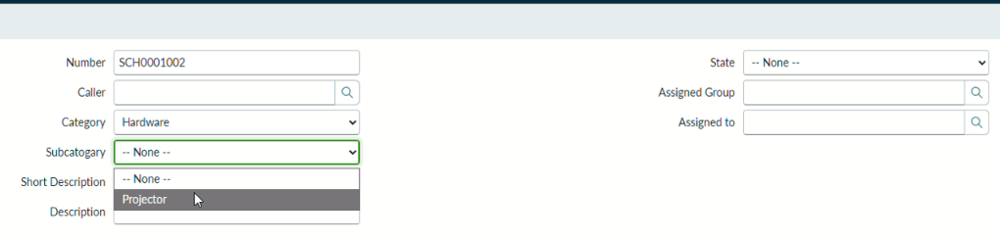 Number SCH0001002 State -- None --
Caller Assigned Group
Category Hardware Assigned to
Subcatogary -- None --
-- None --
Short Description
Projector
Description